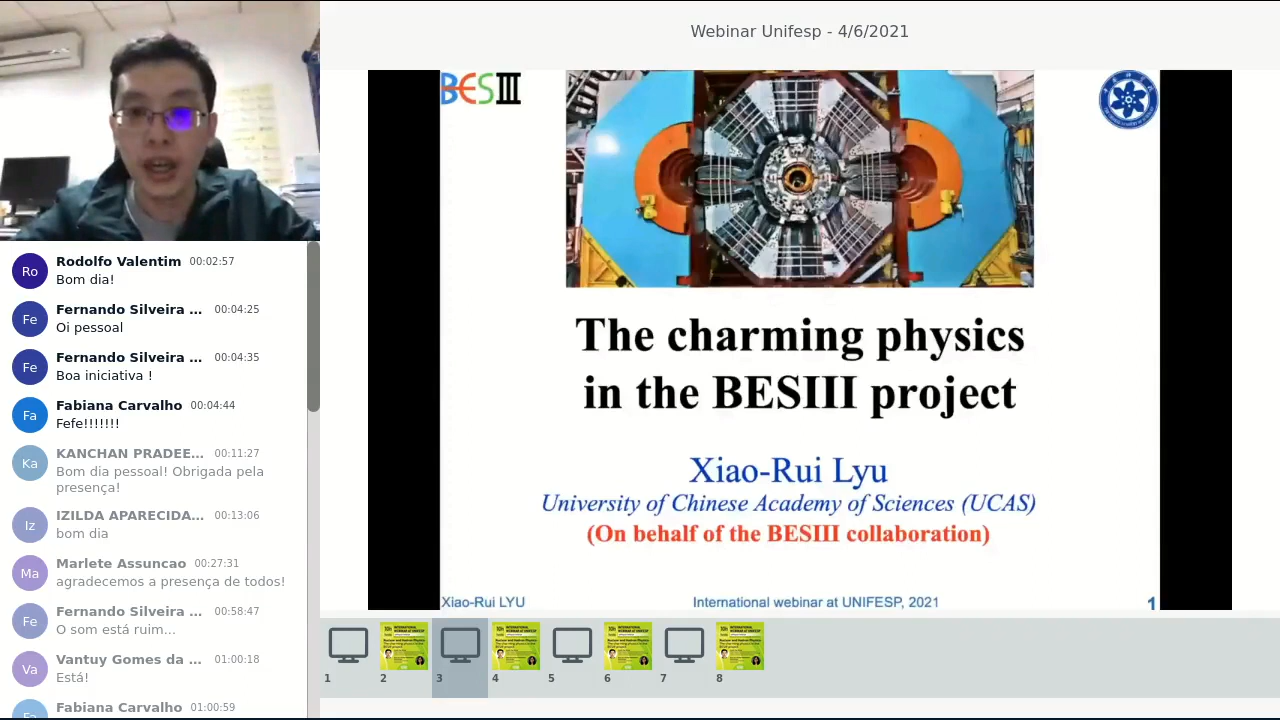 Webinar Unifesp - 4/6/2021
BESIII
The charming physics
in the BESIII project
Xiao-Rui Lyu
University of Chinese Academy of Sciences (UCAS)
(On behalf of the BESIII collaboration)
Xiao-Rui LYU
International webinar at UNIFESP, 2021
1
Ro
Rodolfo Valentim 00:02:57
Bom dia!
Fe
Fernando Silveira ... 00:04:25
Oi pessoal
Fe
Fernando Silveira ... 00:04:35
Boa iniciativa !
Fa
Fabiana Carvalho 00:04:44
Fefe!!!!!!!
Ka
KANCHAN PRADEE... 00:11:27
Bom dia pessoal! Obrigada pela
presença!
Iz
IZILDA APARECIDA... 00:13:06
bom dia
Ma
Marlete Assuncao 00:27:31
agradecemos a presença de todos!
Fe
Fernando Silveira ... 00:58:47
O som está ruim...
Va
Vantuy Gomes da ... 01:00:18
Está!
Fa
Fabiana Carvalho 01:00:59
1
2
3
4
5
6
7
8